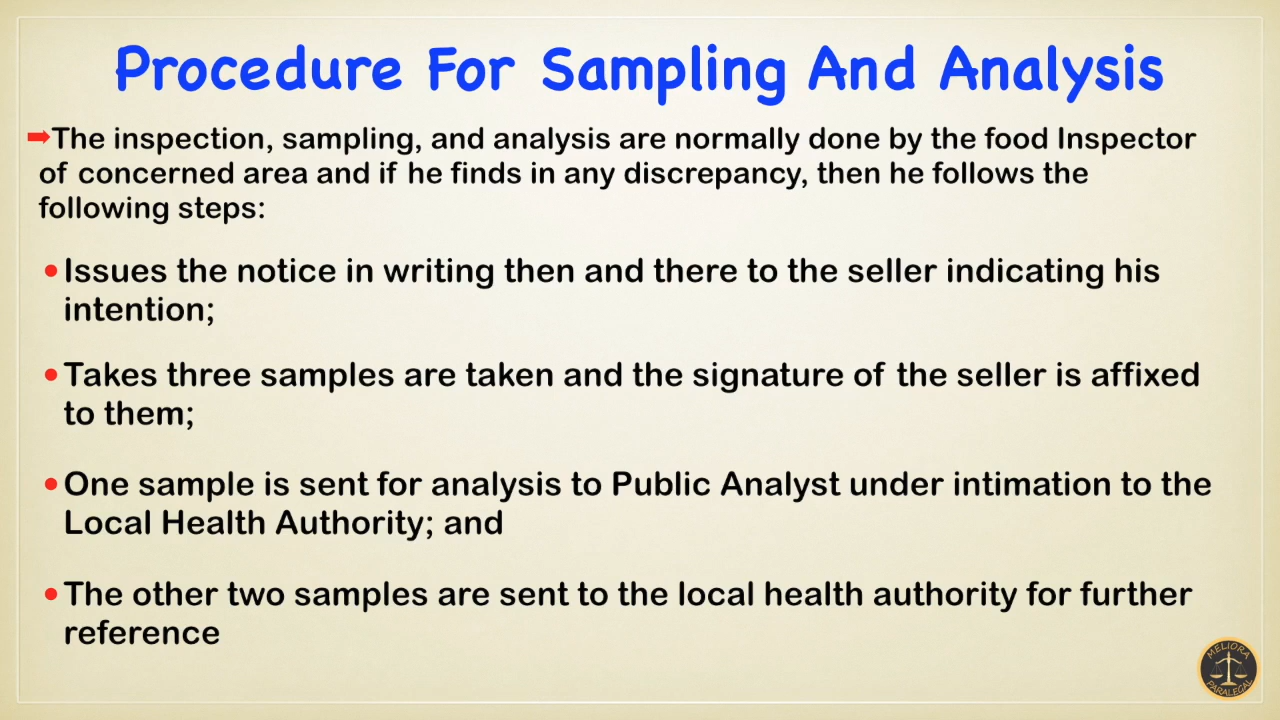 Procedure For Sampling And Analysis
➡The inspection, sampling, and analysis are normally done by the food Inspector
of concerned area and if he finds in any discrepancy, then he follows the
following steps:
•Issues the notice in writing then and there to the seller indicating his
intention;
•Takes three samples are taken and the signature of the seller is affixed
to them;
•One sample is sent for analysis to Public Analyst under intimation to the
Local Health Authority; and
•The other two samples are sent to the local health authority for further
reference
MELIORA
PARALEGAL